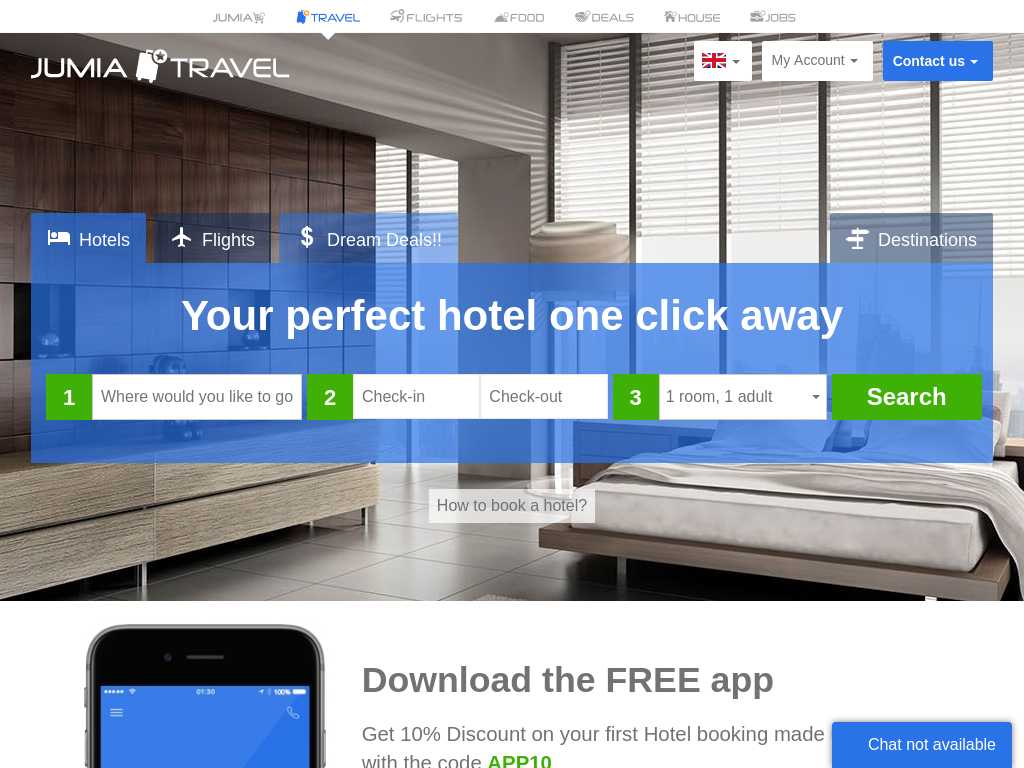 JUMIA
TRAVEL
FLIGHTS
FOOD
DEALS
HOUSE
JOBS
JUMIA TRAVEL
My Account
Contact us
Hotels
Flights
Dream Deals!!
Destinations
Your perfect hotel one click away
1
Where would you like to go
2
Check-in
Check-out
3
1 room, 1 adult
Search
How to book a hotel?
01:30
100%
Download the FREE app
Get 10% Discount on your first Hotel booking made
with the code APP10
Chat not available